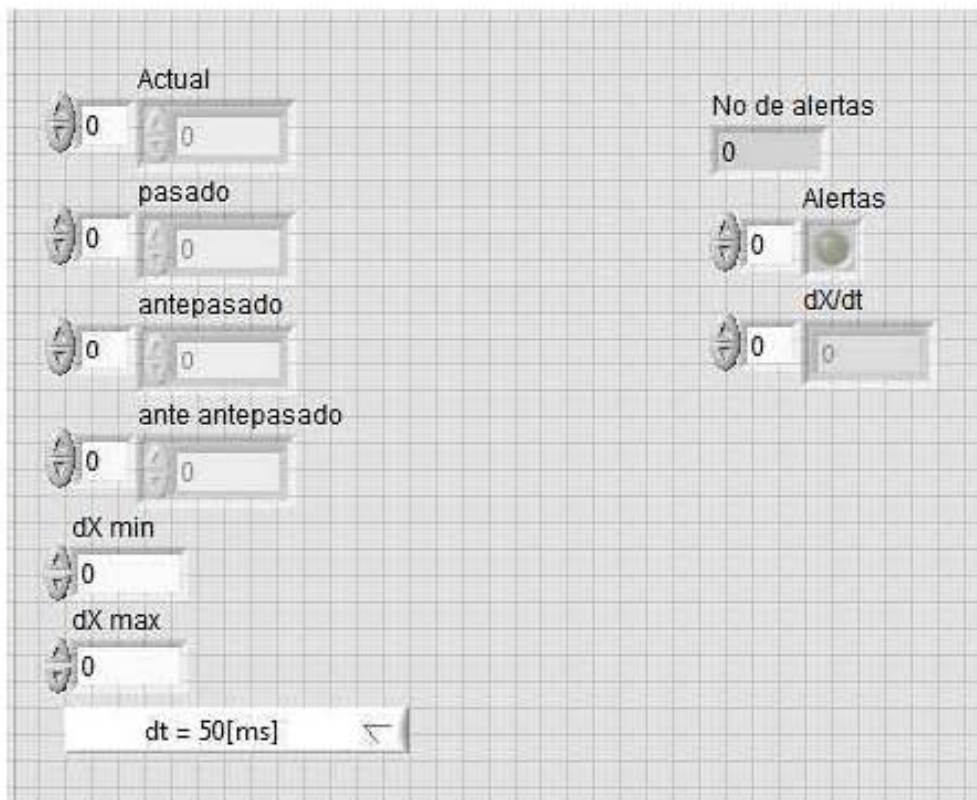 Actual
0 0
pasado
0 0
antepasado
0 0
ante antepasado
0 0
dX min
0
dX max
0
dt = 50[ms]
No de alertas
0
Alertas
0
dX/dt
0 0